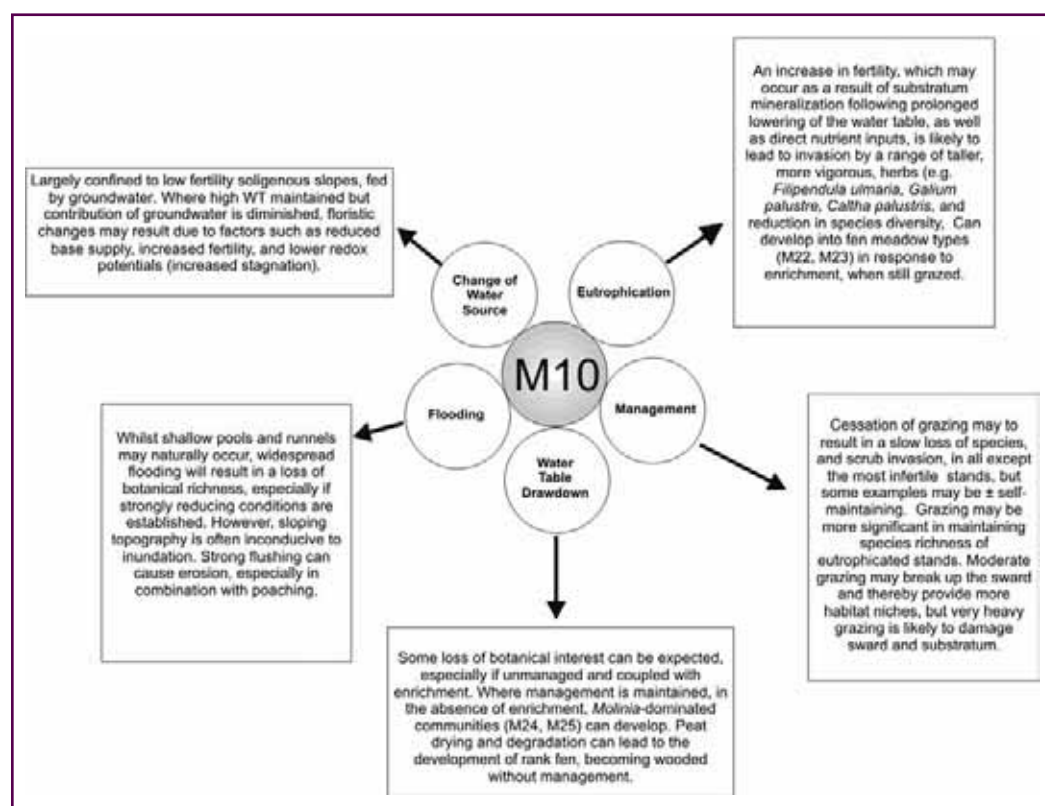 Largely confined to low fertility soligenous slopes, fed
by groundwater. Where high WT maintained but
contribution of groundwater is diminished, floristic
changes may result due to factors such as reduced
base supply, increased fertility, and lower redox
potentials (increased stagnation).
An increase in fertility, which may
occur as a result of substratum
mineralization following prolonged
lowering of the water table, as well
as direct nutrient inputs, is likely to
lead to invasion by a range of taller,
more vigorous, herbs (e.g.
Filipendula ulmaria, Galium
palustre, Caltha palustris, and
reduction in species diversity, Can
develop into fen meadow types
(M22, M23) in response to
enrichment, when still grazed.
Change of
Water
Source
Eutrophication
M10
Flooding
Management
Water
Table
Drawdown
Whilst shallow pools and runnels
may naturally occur, widespread
flooding will result in a loss of
botanical richness, especially if
strongly reducing conditions are
established. However, sloping
topography is often inconducive to
inundation. Strong flushing can
cause erosion, especially in
combination with poaching.
Cessation of grazing may to
result in a slow loss of species,
and scrub invasion, in all except
the most infertile stands, but
some examples may be ± self-
maintaining. Grazing may be
more significant in maintaining
species richness of
eutrophicated stands. Moderate
grazing may break up the sward
and thereby provide more
habitat niches, but very heavy
grazing is likely to damage
sward and substratum.
Some loss of botanical interest can be expected,
especially if unmanaged and coupled with
enrichment. Where management is maintained, in
the absence of enrichment, Molinia-dominated
communities (M24, M25) can develop. Peat
drying and degradation can lead to the
development of rank fen, becoming wooded
without management.